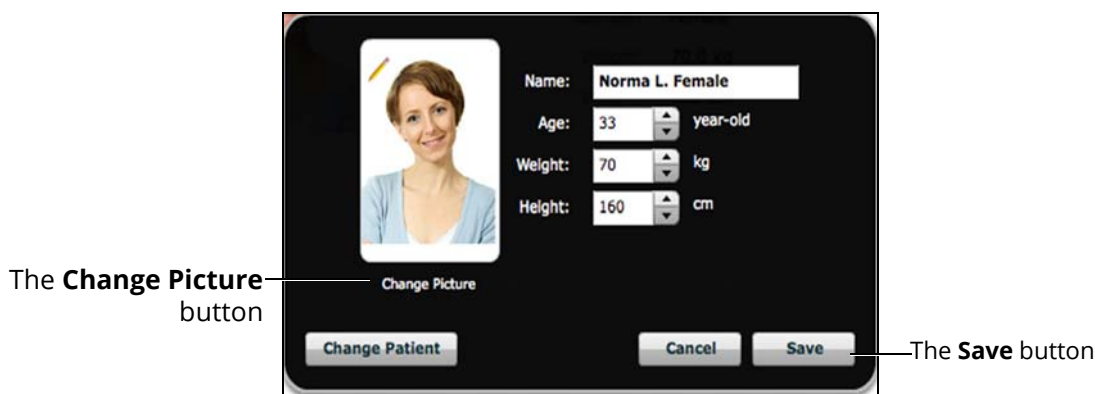 Name: Norma L. Female
Age: 33 year-old
Weight: 70 kg
Height: 160 cm
The Change Picture
button
Change Picture
Change Patient
Cancel
Save
The Save button